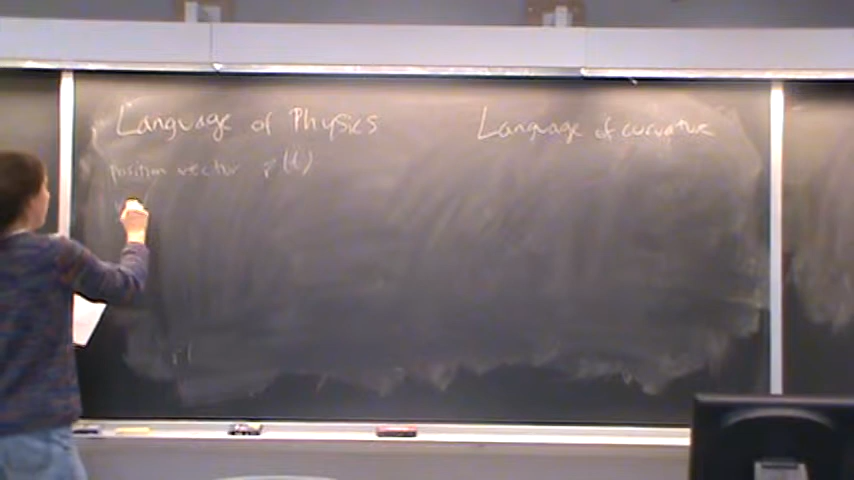 Language of Physics
Language of curvature
position vector r(t)
v